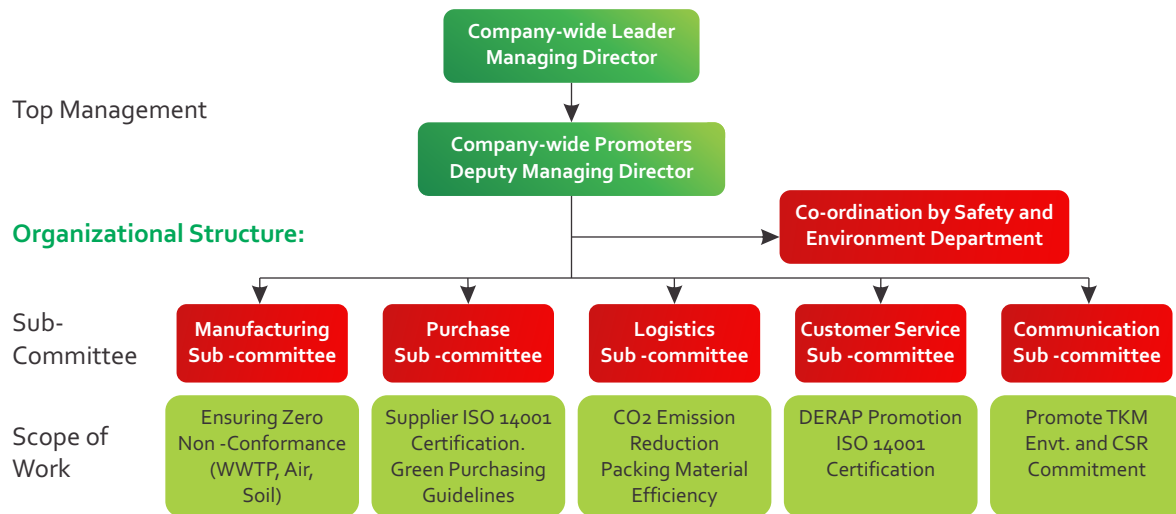 Company-wide Leader
Managing Director
Top Management
Company-wide Promoters
Deputy Managing Director
Organizational Structure:
Co-ordination by Safety and
Environment Department
Sub-
Committee
Manufacturing
Sub -committee
Purchase
Sub -committee
Logistics
Sub -committee
Customer Service
Sub -committee
Communication
Sub -committee
Scope of
Work
Ensuring Zero
Non -Conformance
(WWTP, Air,
Soil)
Supplier ISO 14001
Certification.
Green Purchasing
Guidelines
CO2 Emission
Reduction
Packing Material
Efficiency
DERAP Promotion
ISO 14001
Certification
Promote TKM
Envt. and CSR
Commitment